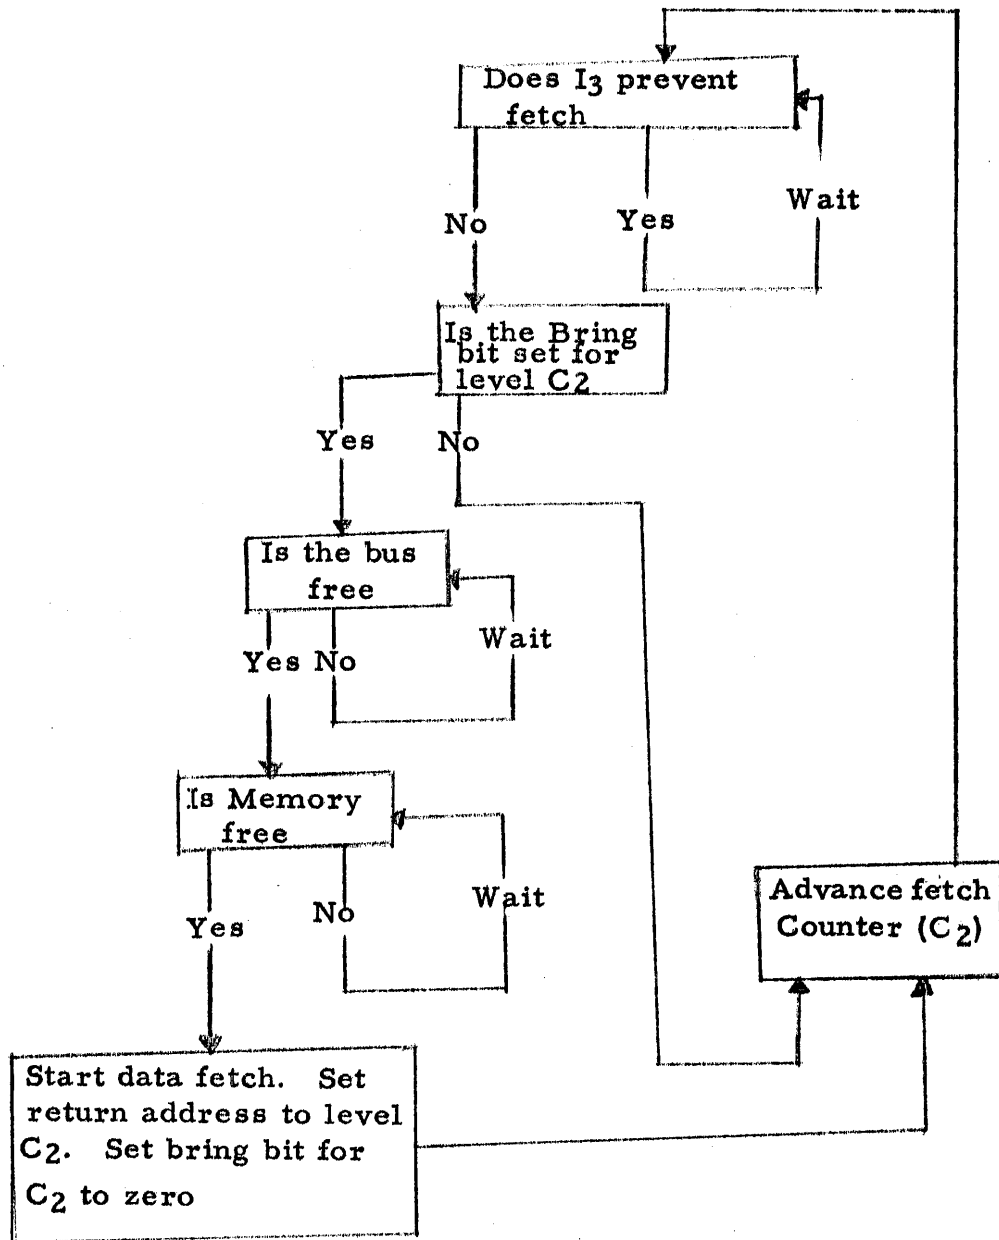 Does I3 prevent
fetch
Wait
No
Yes
Is the Bring
bit set for
level C2
Yes
No
Is the bus
free
Wait
Yes No
Is Memory
free
Wait
No
Yes
Advance fetch
Counter (C2)
Start data fetch. Set
return address to level
C2. Set bring bit for
C2 to zero